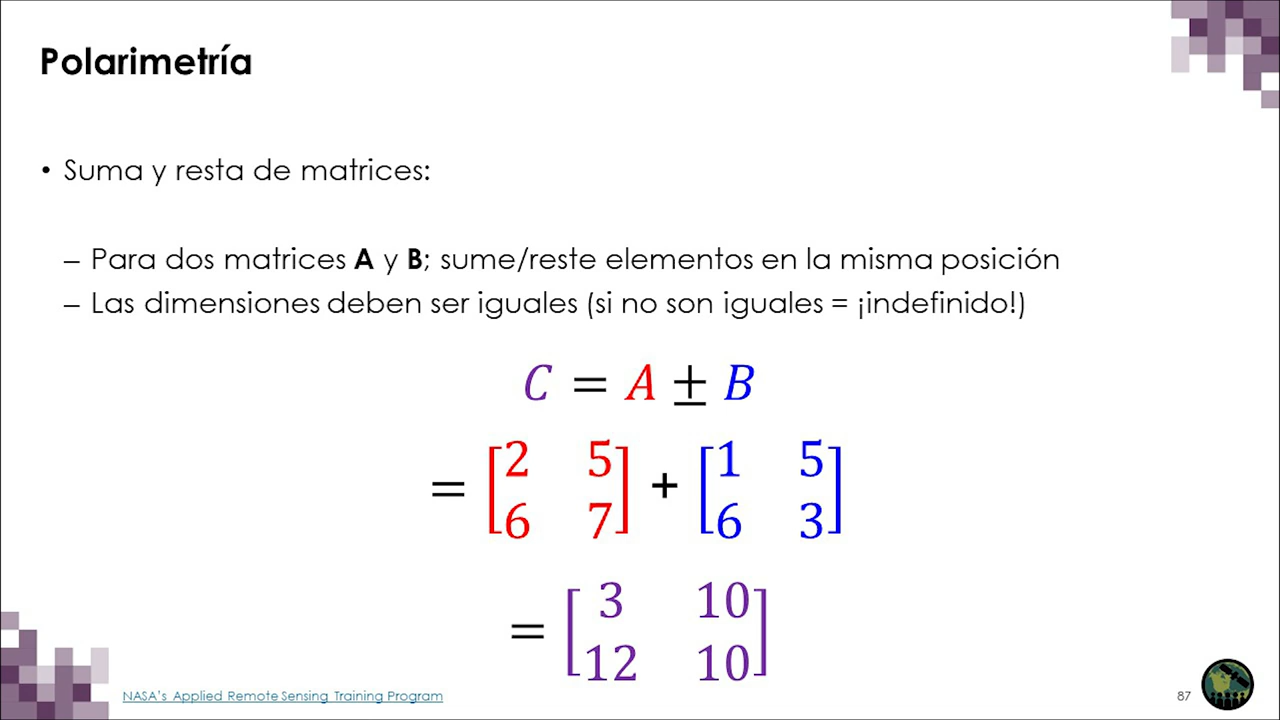 Polarimetría
• Suma y resta de matrices:
– Para dos matrices A y B; sume/reste elementos en la misma posición
– Las dimensiones deben ser iguales (si no son iguales = ¡indefinido!)
C = A ± B
= [2 5 6 7] + [1 5 6 3]
= [3 10 12 10]
NASA's Applied Remote Sensing Training Program
87